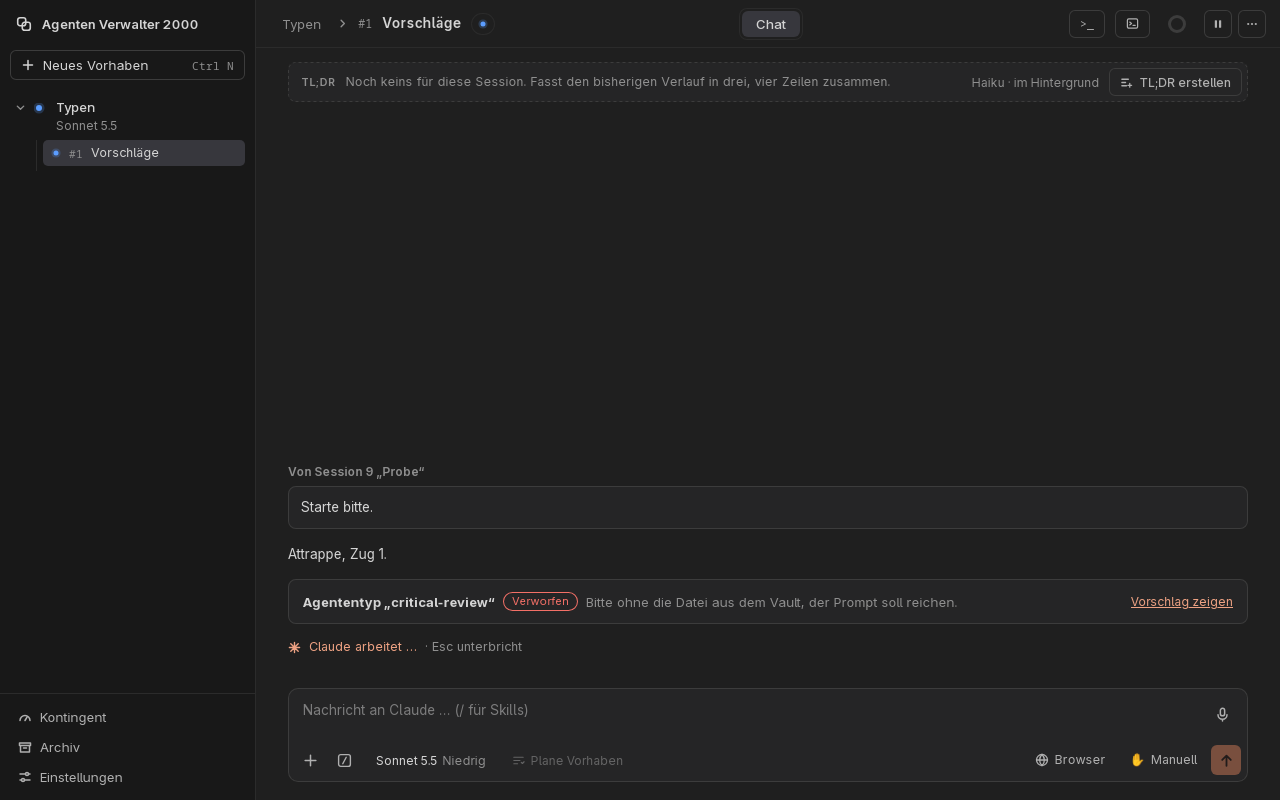 Agenten Verwalter 2000
Neues Vorhaben Ctrl N
Typen
Sonnet 5.5
#1 Vorschläge
Kontingent
Archiv
Einstellungen
Typen > #1 Vorschläge
Chat
>_
TL;DR Noch keins für diese Session. Fasst den bisherigen Verlauf in drei, vier Zeilen zusammen. Haiku · im Hintergrund TL;DR erstellen
Von Session 9 „Probe“
Starte bitte.
Attrappe, Zug 1.
Agententyp „critical-review“ Verworfen Bitte ohne die Datei aus dem Vault, der Prompt soll reichen. Vorschlag zeigen
Claude arbeitet … · Esc unterbricht
Nachricht an Claude … (/ für Skills)
Sonnet 5.5 Niedrig Plane Vorhaben Browser Manuell